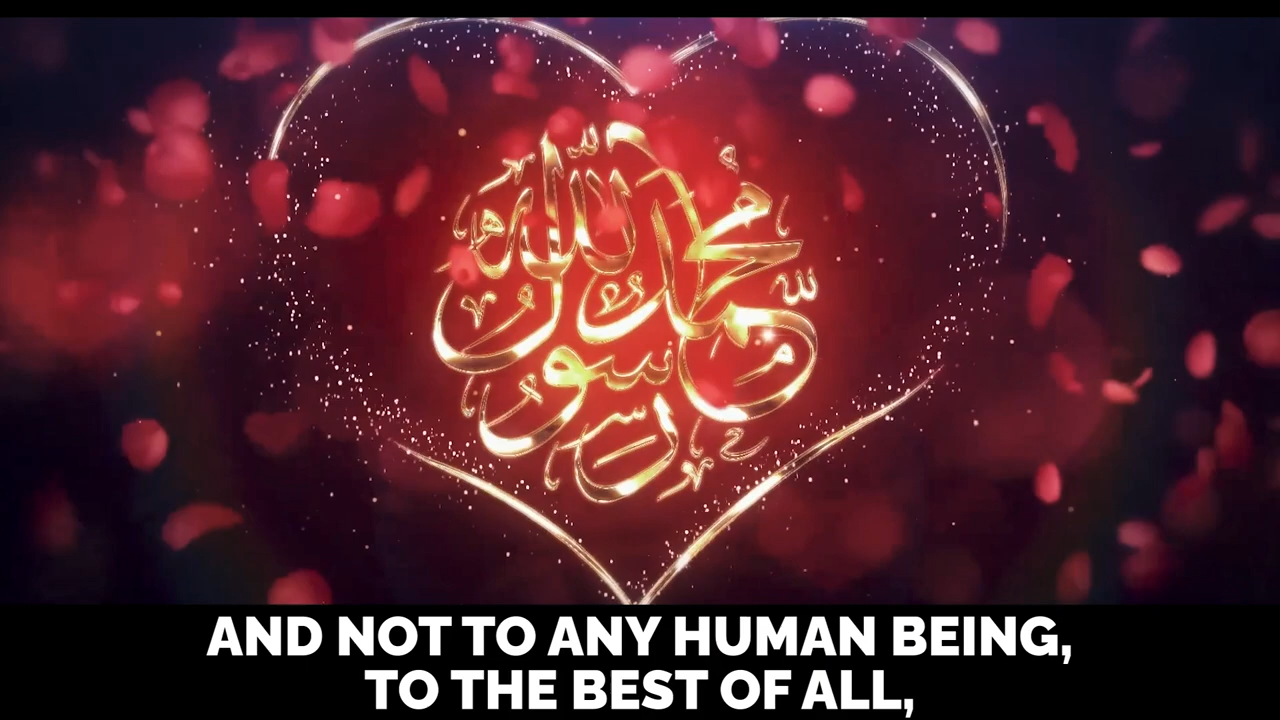 محمد رسول الله
AND NOT TO ANY HUMAN BEING,
TO THE BEST OF ALL,